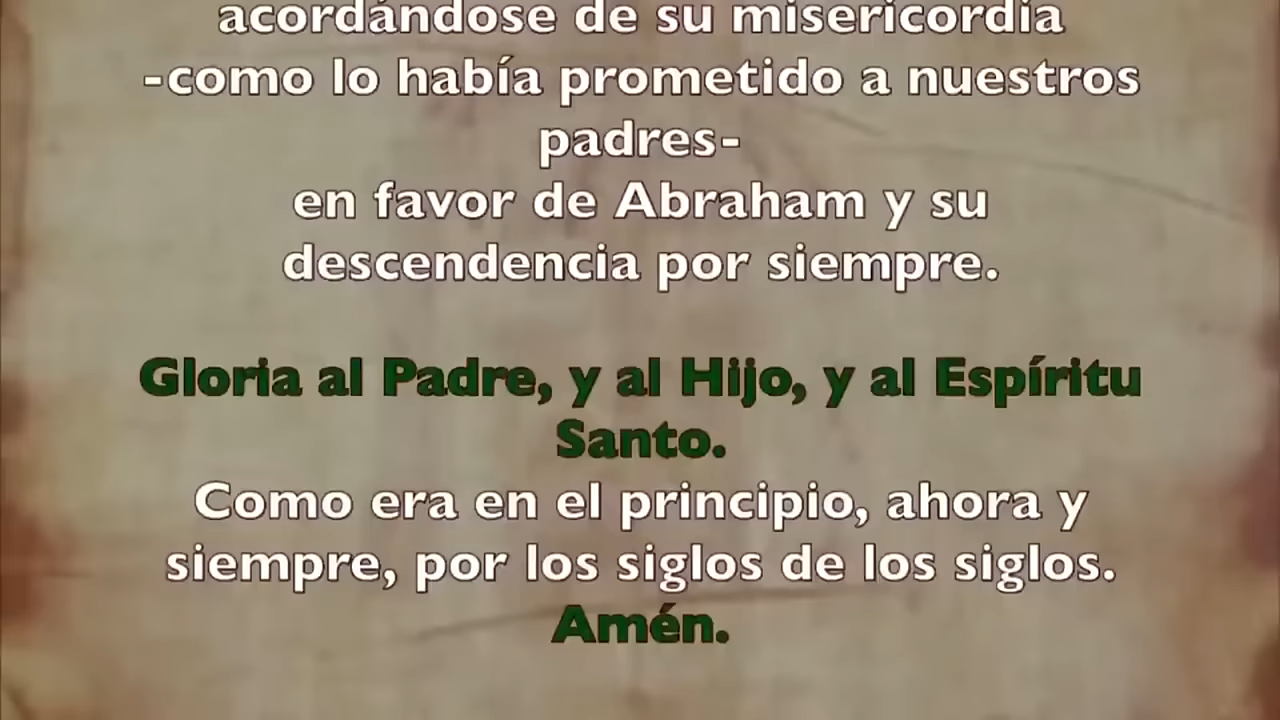 acordándose de su misericordia
-como lo había prometido a nuestros
padres-
en favor de Abraham y su
descendencia por siempre.
Gloria al Padre, y al Hijo, y al Espíritu
Santo.
Como era en el principio, ahora y
siempre, por los siglos de los siglos.
Amén.